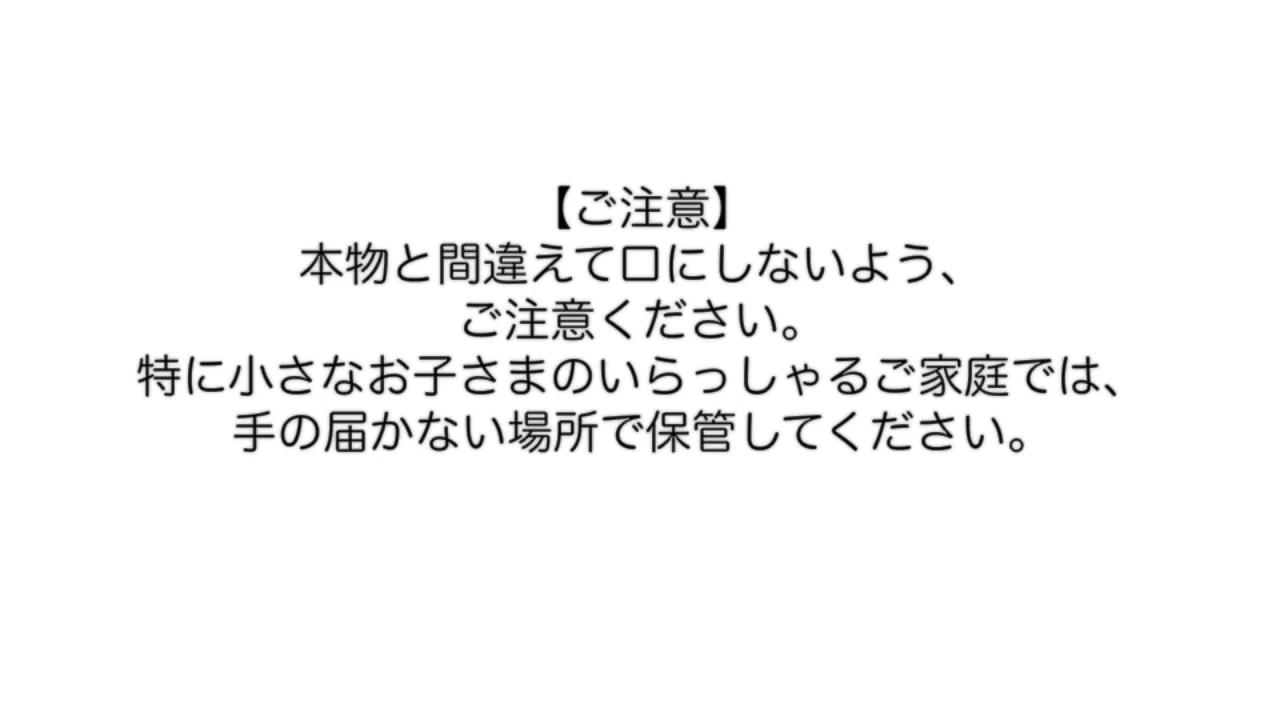 【ご注意】
本物と間違えて口にしないよう、
ご注意ください。
特に小さなお子さまのいらっしゃるご家庭では、
手の届かない場所で保管してください。